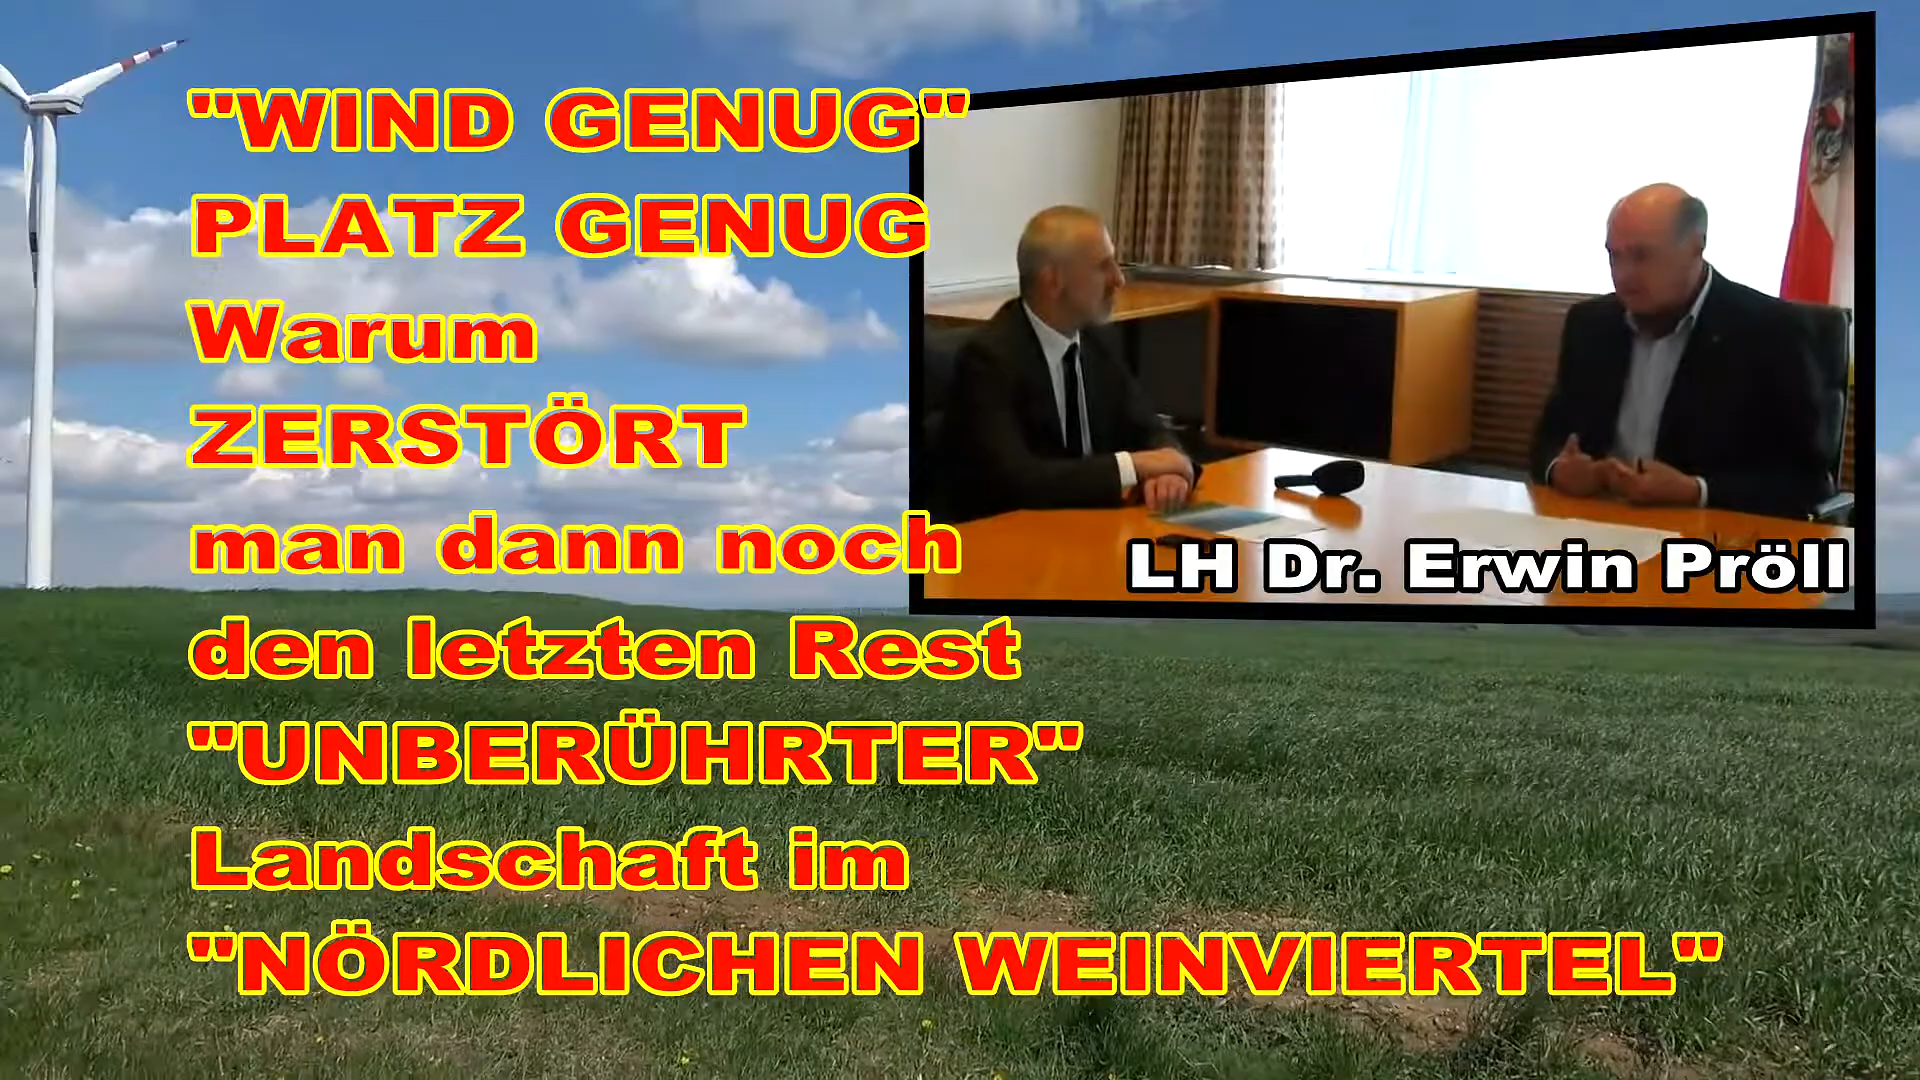 "WIND GENUG"
PLATZ GENUG
Warum
ZERSTÖRT
man dann noch
den letzten Rest
"UNBERÜHRTER"
Landschaft im
"NÖRDLICHEN WEINVIERTEL"
LH Dr. Erwin Pröll